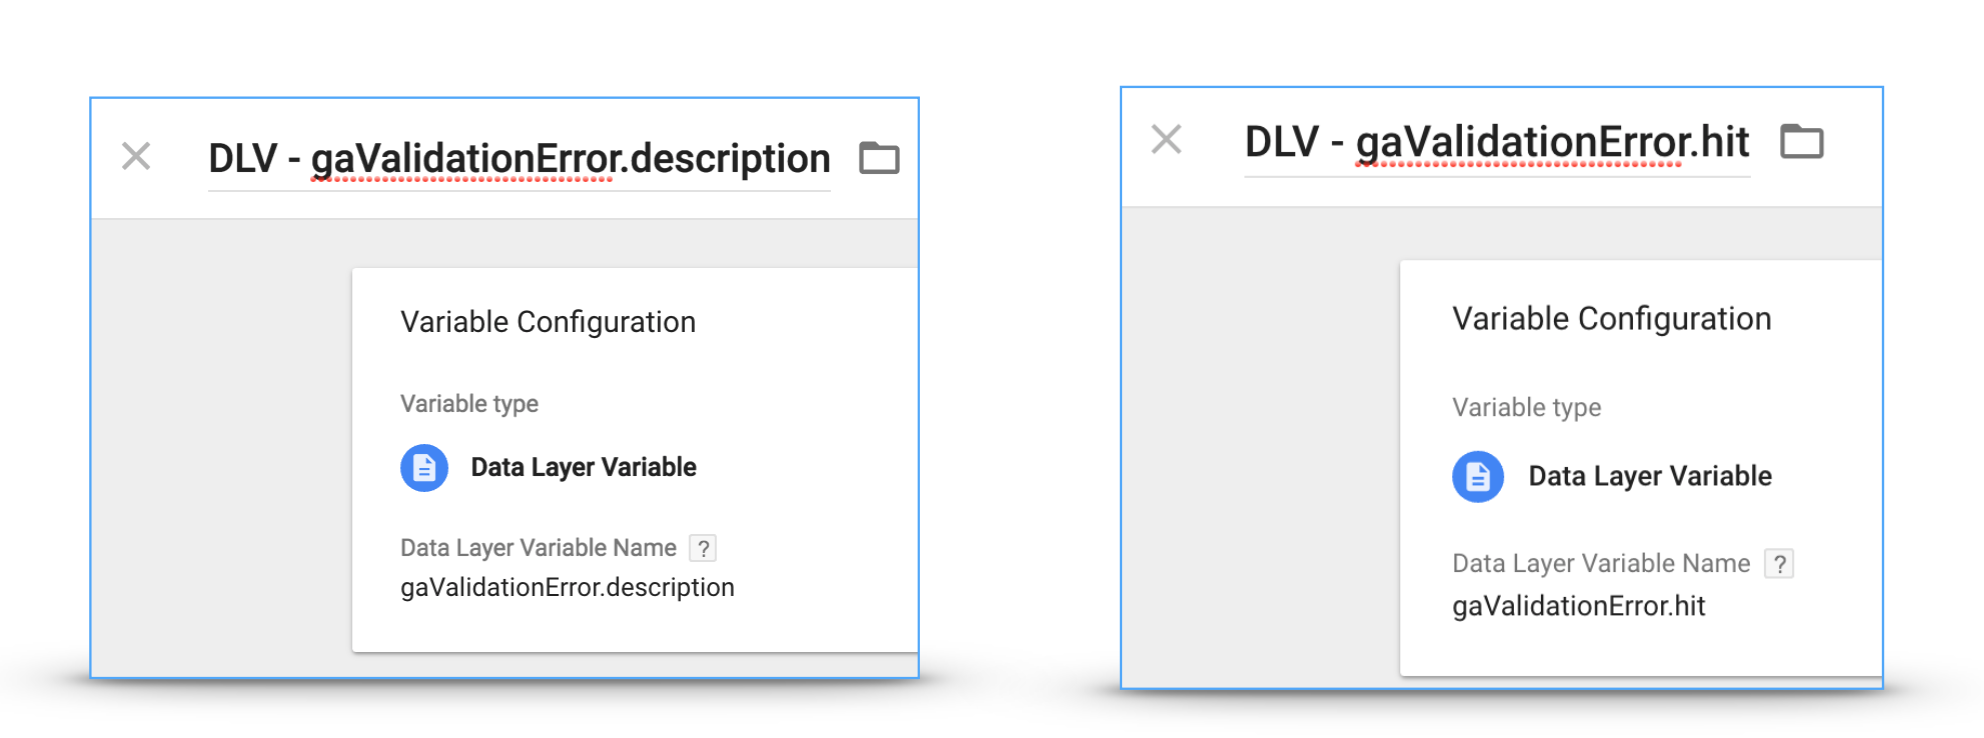 DLV - gaValidationError.description
Variable Configuration
Variable type
Data Layer Variable
Data Layer Variable Name ?
gaValidationError.description
DLV - gaValidationError.hit
Variable Configuration
Variable type
Data Layer Variable
Data Layer Variable Name ?
gaValidationError.hit